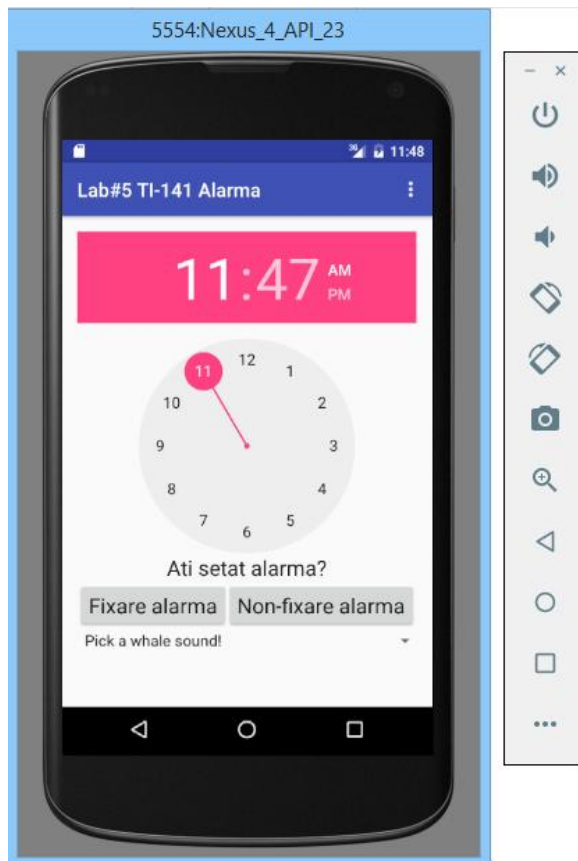 5554:Nexus_4_API_23
3G 11:48
Lab#5 TI-141 Alarma
11:47 AM
PM
12
11 1
10 2
9 3
8 4
7 5
6
Ati setat alarma?
Fixare alarma Non-fixare alarma
Pick a whale sound!